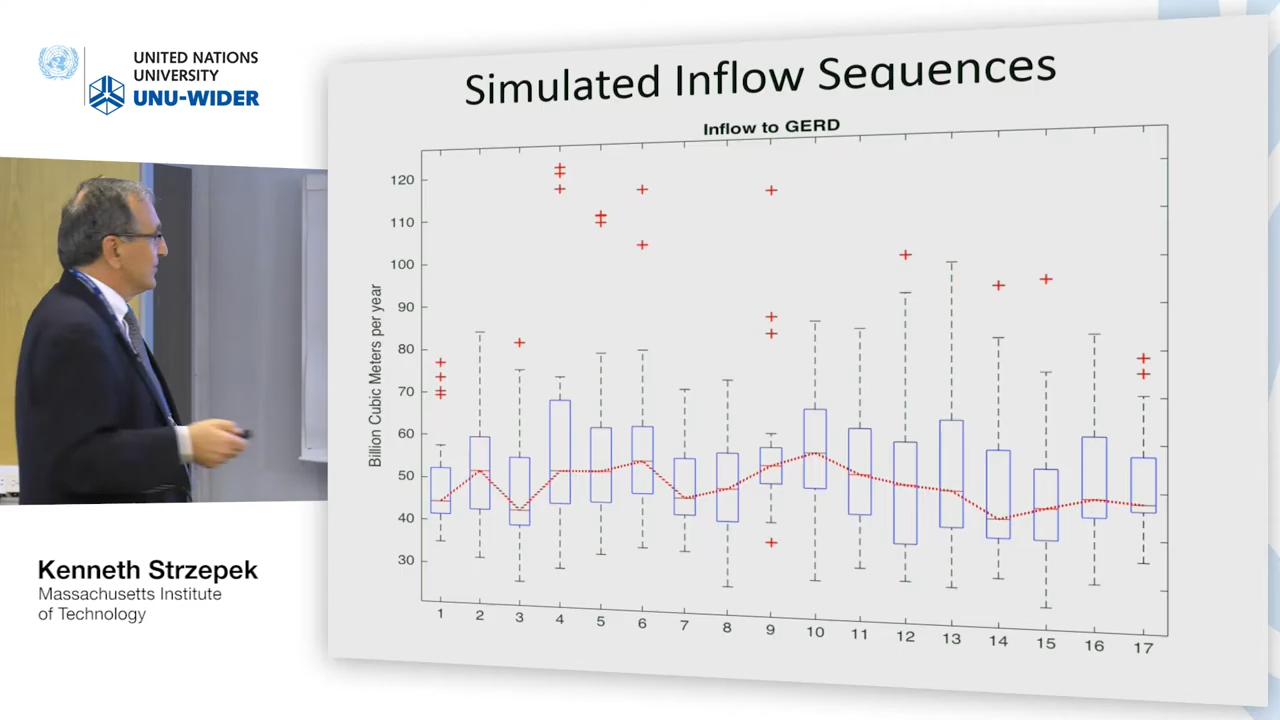 UNITED NATIONS
UNIVERSITY
UNU-WIDER
Simulated Inflow Sequences
Inflow to GERD
Billion Cubic Meters per year
120
110
100
90
80
70
60
50
40
30
1 2 3 4 5 6 7 8 9 10 11 12 13 14 15 16 17
Kenneth Strzepek
Massachusetts Institute
of Technology